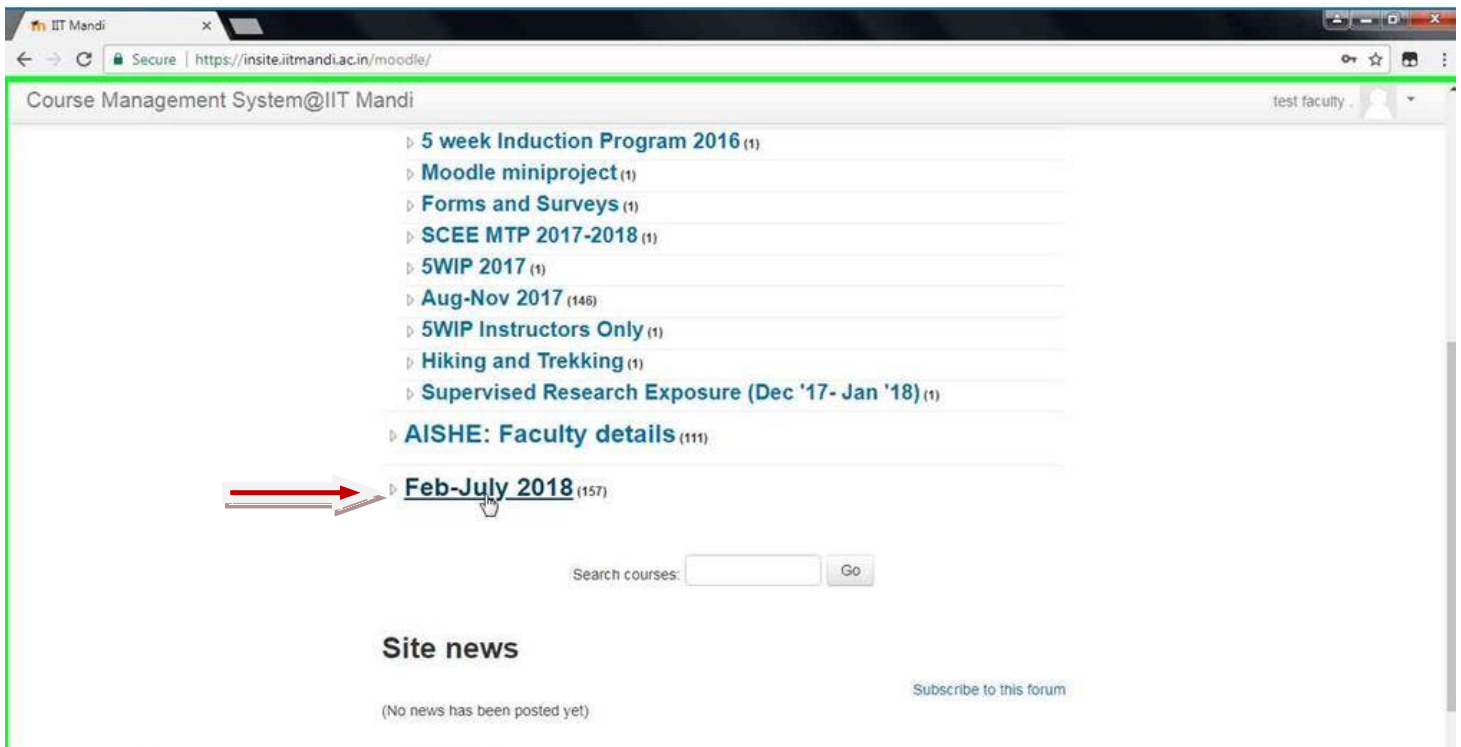 IIT Mandi
Secure | https://insite.iitmandi.ac.in/moodle/
Course Management System@IIT Mandi
test faculty .
5 week Induction Program 2016 (1)
Moodle miniproject (1)
Forms and Surveys (1)
SCEE MTP 2017-2018 (1)
5WIP 2017 (1)
Aug-Nov 2017 (146)
5WIP Instructors Only (1)
Hiking and Trekking (1)
Supervised Research Exposure (Dec '17- Jan '18) (1)
AISHE: Faculty details (111)
Feb-July 2018 (157)
Search courses: Go
Site news
Subscribe to this forum
(No news has been posted yet)